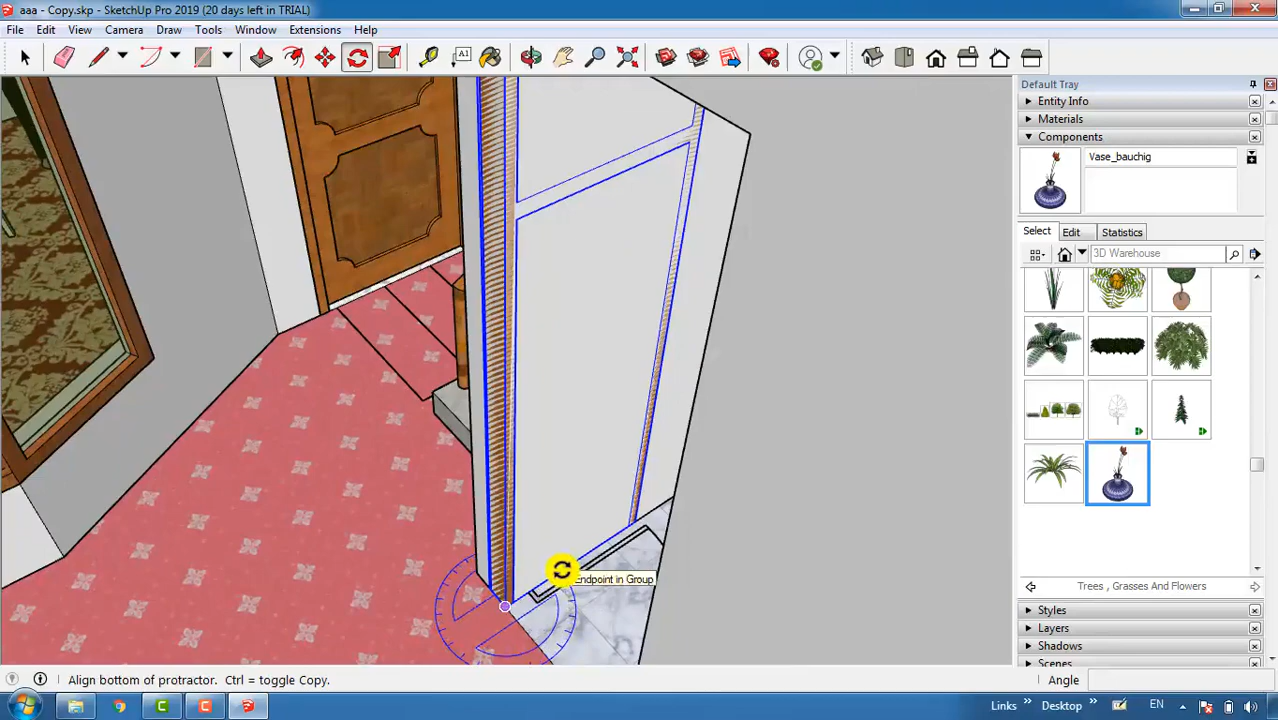 aaa - Copy.skp - SketchUp Pro 2019 (20 days left in TRIAL)
File Edit View Camera Draw Tools Window Extensions Help
A1
Default Tray
Entity Info
Materials
Components
Vase_bauchig
Select Edit Statistics
3D Warehouse
Trees , Grasses And Flowers
Styles
Layers
Shadows
Scenes
Endpoint in Group
Align bottom of protractor. Ctrl = toggle Copy.
Angle
Links » Desktop » EN